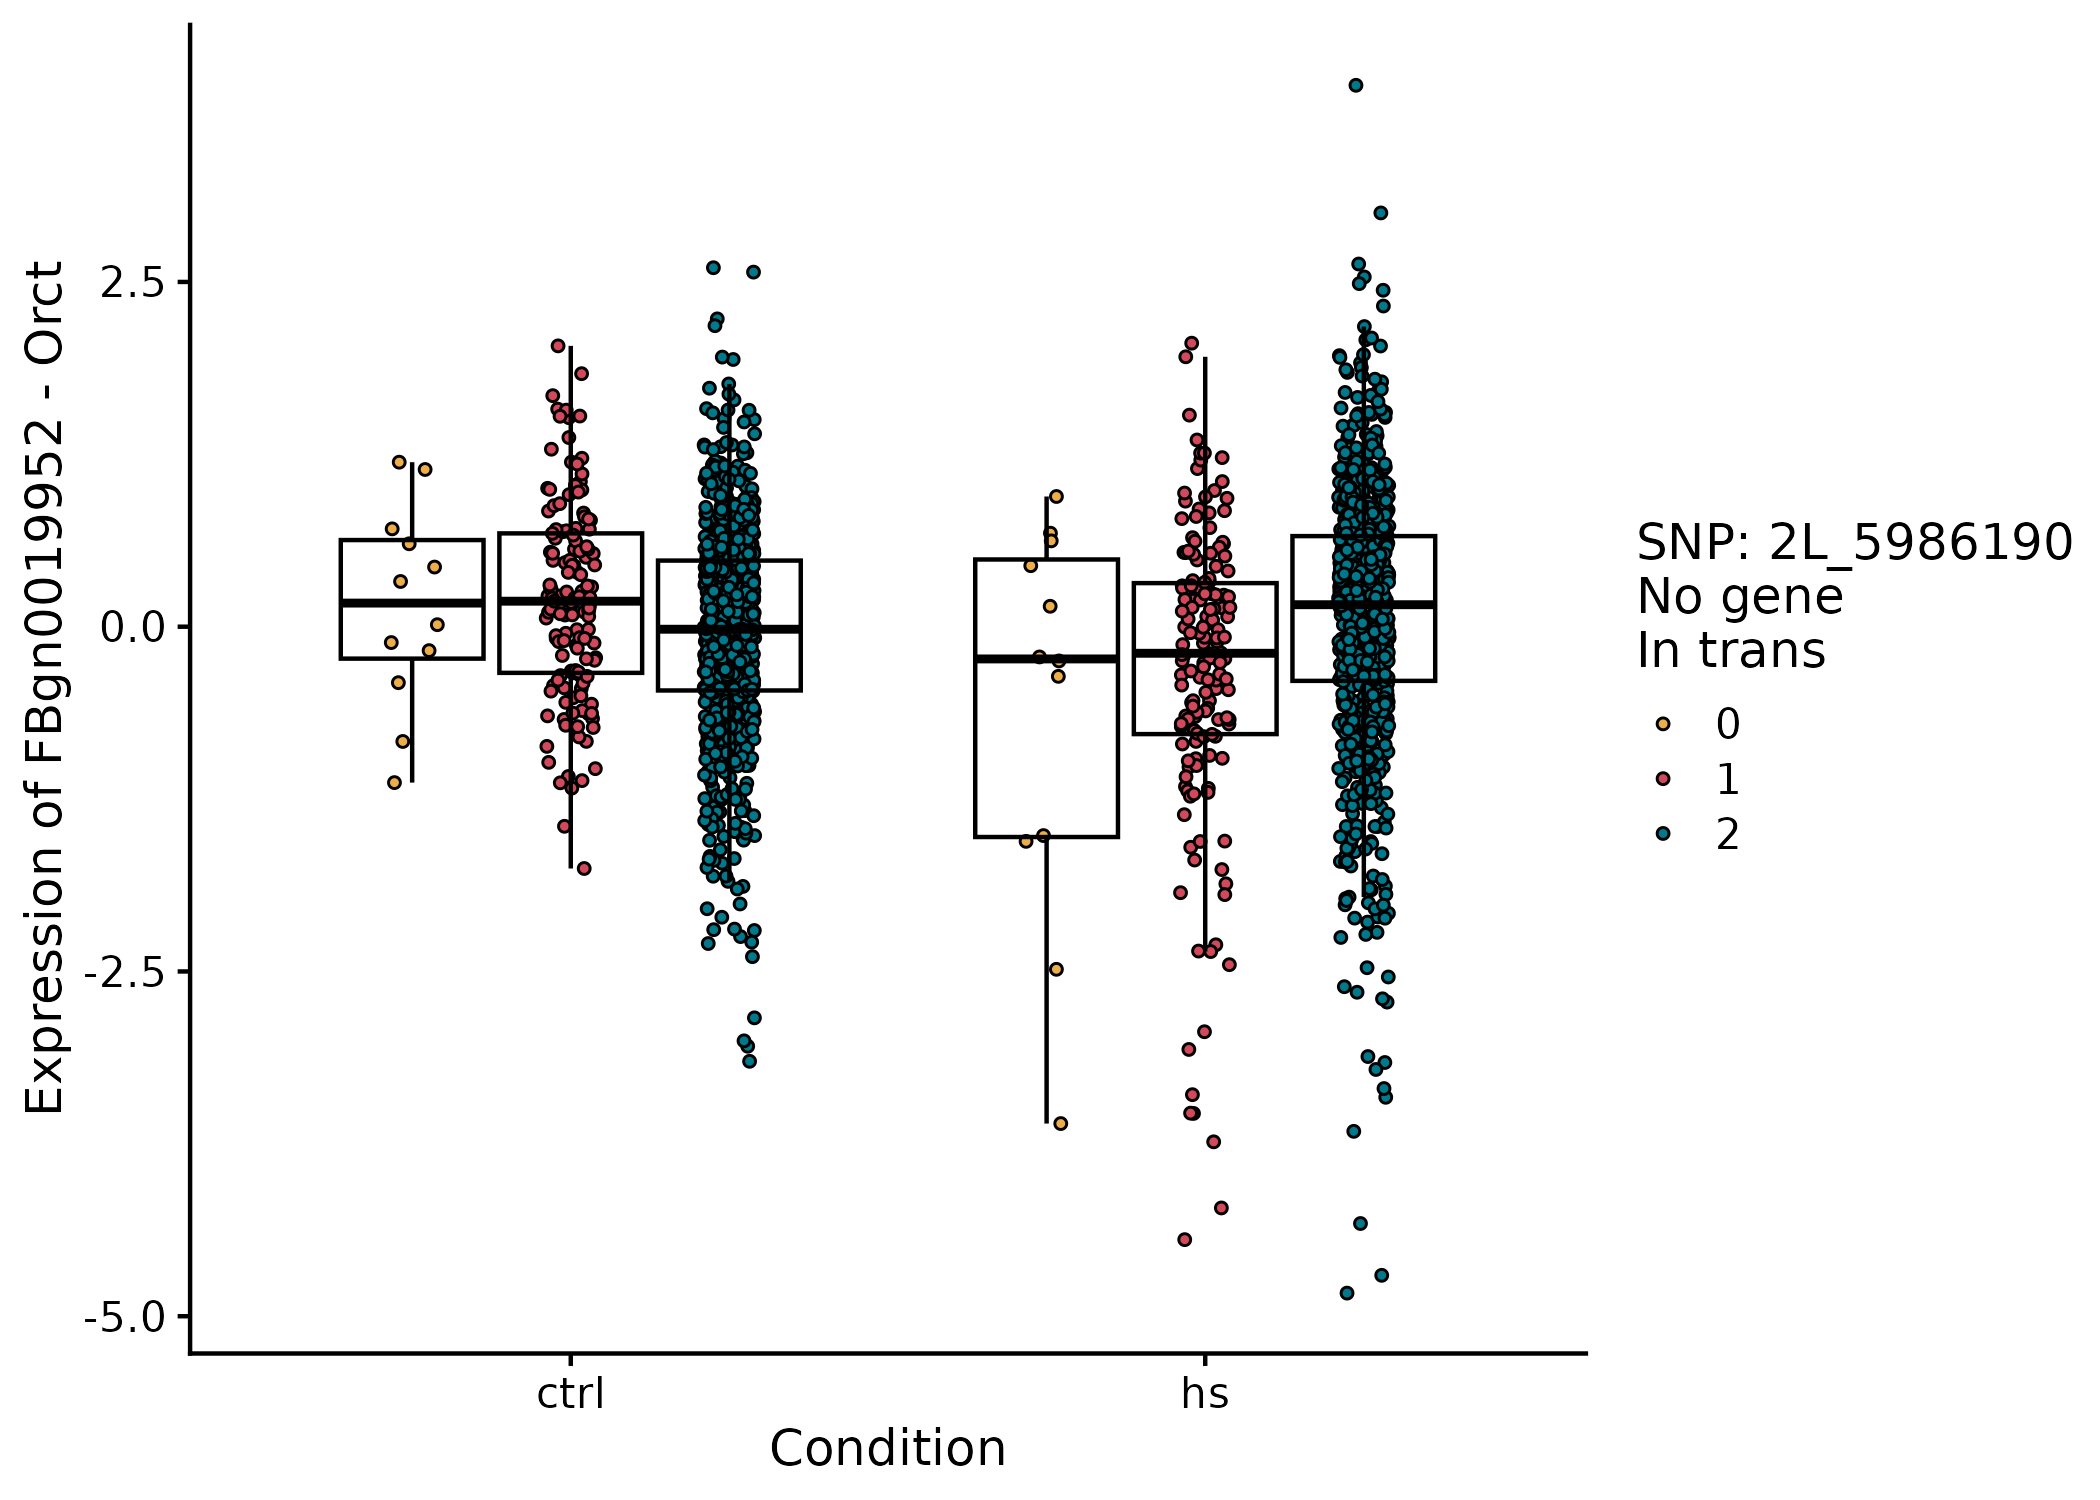 Expression of FBgn0019952 - Orct
2.5
0.0
-2.5
-5.0
ctrl
hs
Condition
SNP: 2L_5986190
No gene
In trans
0
1
2